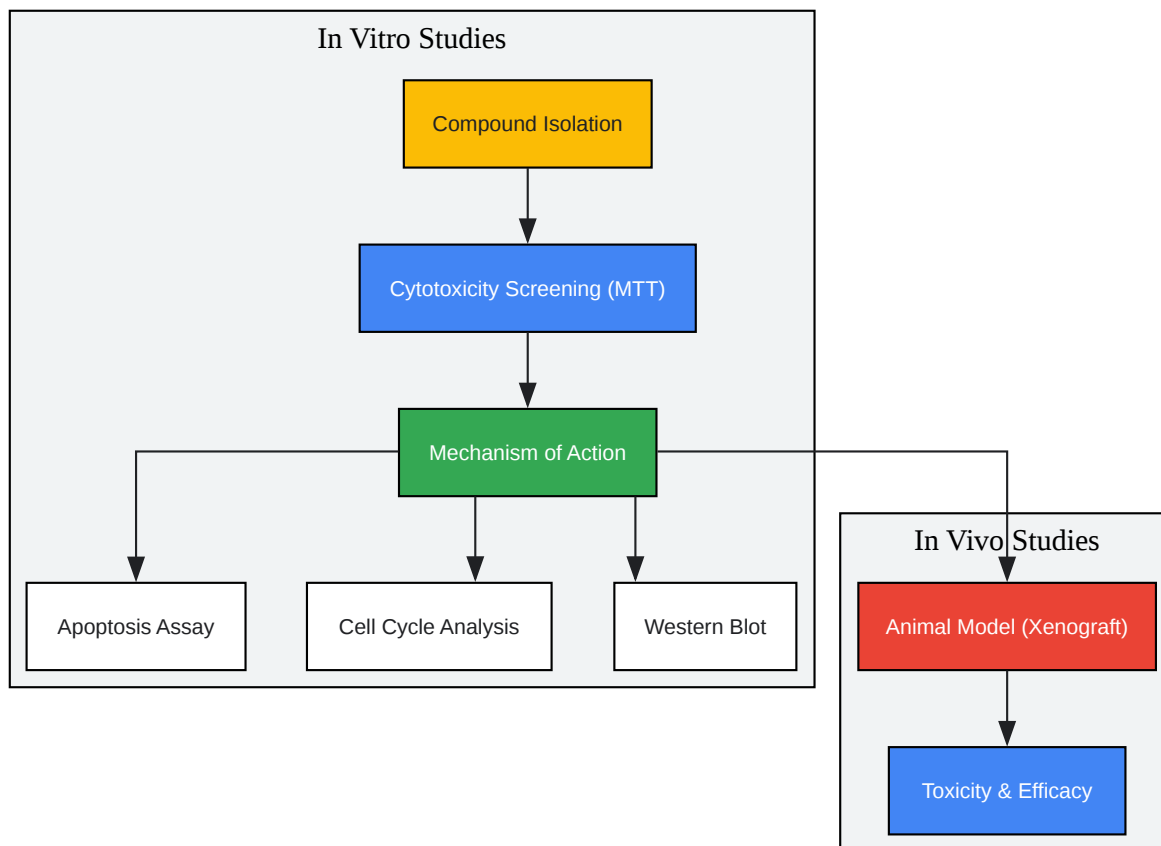 In Vitro Studies
Compound Isolation
Cytotoxicity Screening (MTT)
Mechanism of Action
Apoptosis Assay
Cell Cycle Analysis
Western Blot
In Vivo Studies
Animal Model (Xenograft)
Toxicity & Efficacy